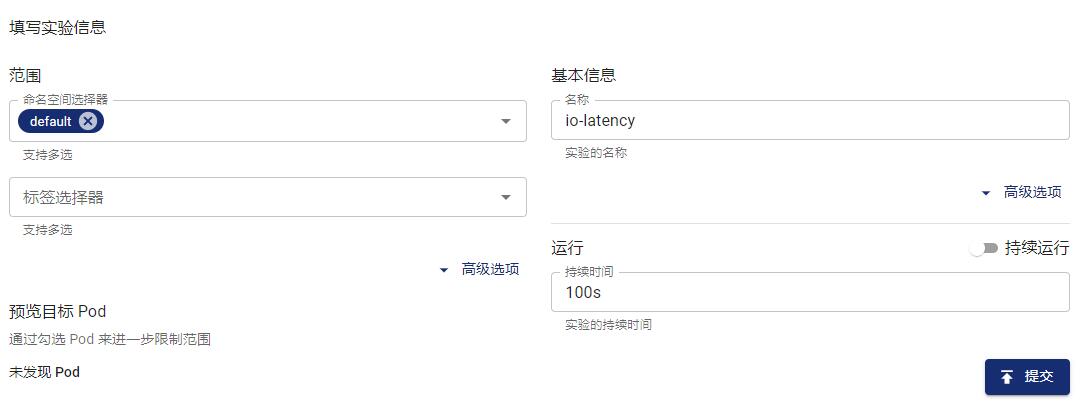 填写实验信息
范围
命名空间选择器
default
支持多选
标签选择器
支持多选
高级选项
预览目标 Pod
通过勾选 Pod 来进一步限制范围
未发现 Pod
基本信息
名称
io-latency
实验的名称
高级选项
运行
持续运行
持续时间
100s
实验的持续时间
提交